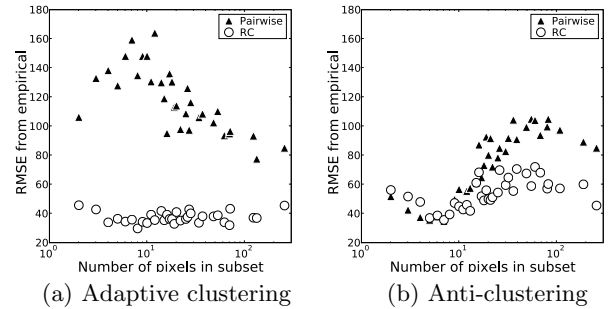 180
160
140
120
100
80
60
40
20
RMSE from empirical
Pairwise
RC
10^0
10^1
10^2
Number of pixels in subset
(a) Adaptive clustering
180
160
140
120
100
80
60
40
20
RMSE from empirical
Pairwise
RC
10^0
10^1
10^2
Number of pixels in subset
(b) Anti-clustering